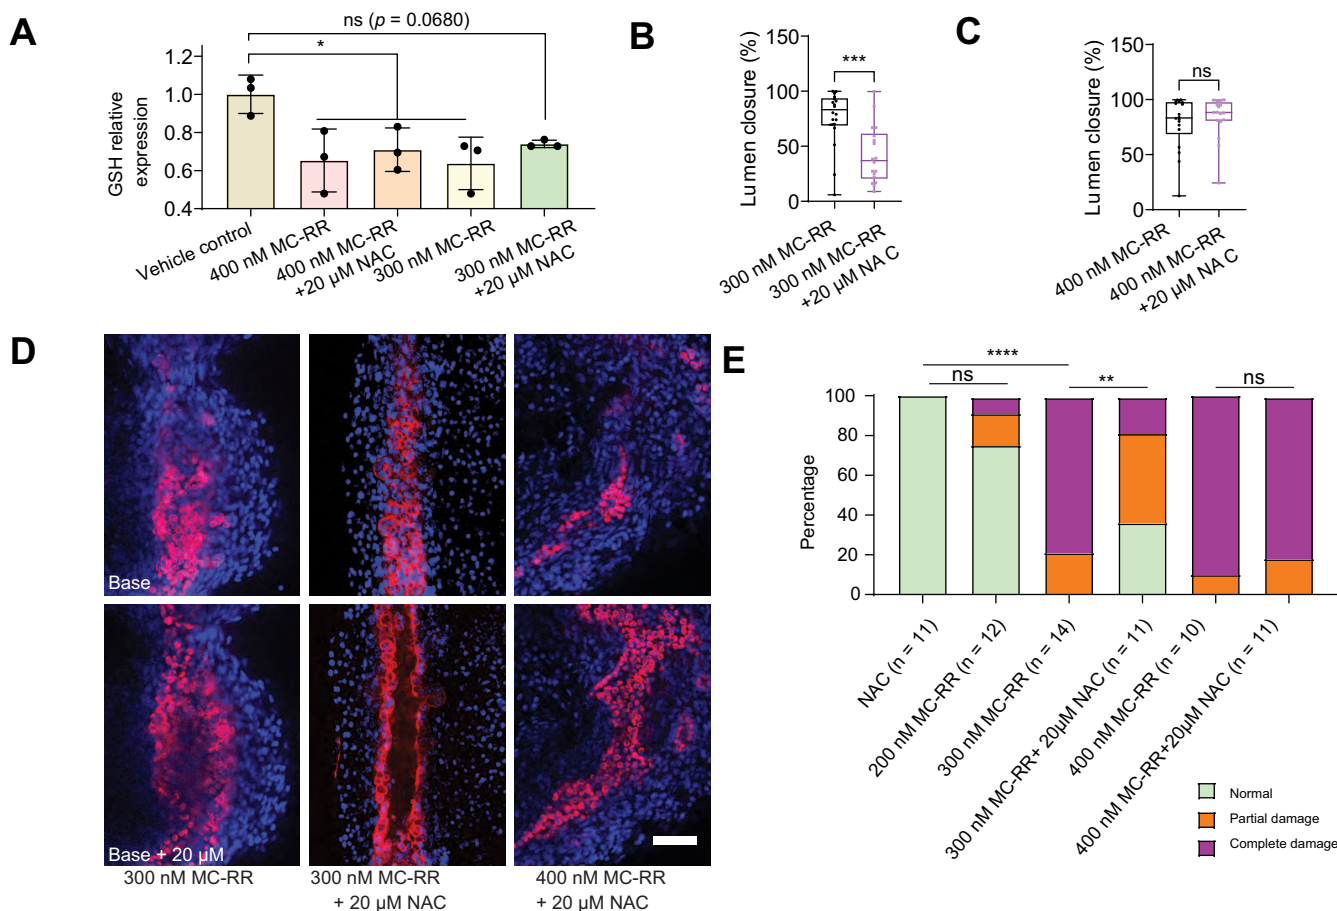 A
ns (p = 0.0680)
*
GSH relative
expression
1.2
1.0
0.8
0.6
0.4
Vehicle control
400 nM MC-RR
400 nM MC-RR
+20 µM NAC
300 nM MC-RR
300 nM MC-RR
+20 µM NAC
B
Lumen closure (%)
150
100
50
0
***
300 nM MC-RR
300 nM MC-RR
+20 µM NA C
C
Lumen closure (%)
150
100
50
0
ns
400 nM MC-RR
400 nM MC-RR
+20 µM NA C
D
Base
Base + 20 µM
300 nM MC-RR
300 nM MC-RR
+ 20 µM NAC
400 nM MC-RR
+ 20 µM NAC
E
****
ns
**
ns
Percentage
100
80
60
40
20
0
NAC (n = 11)
200 nM MC-RR (n = 12)
300 nM MC-RR (n = 14)
300 nM MC-RR+ 20µM NAC (n = 11)
400 nM MC-RR (n = 10)
400 nM MC-RR+20µM NAC (n = 11)
Normal
Partial damage
Complete damage